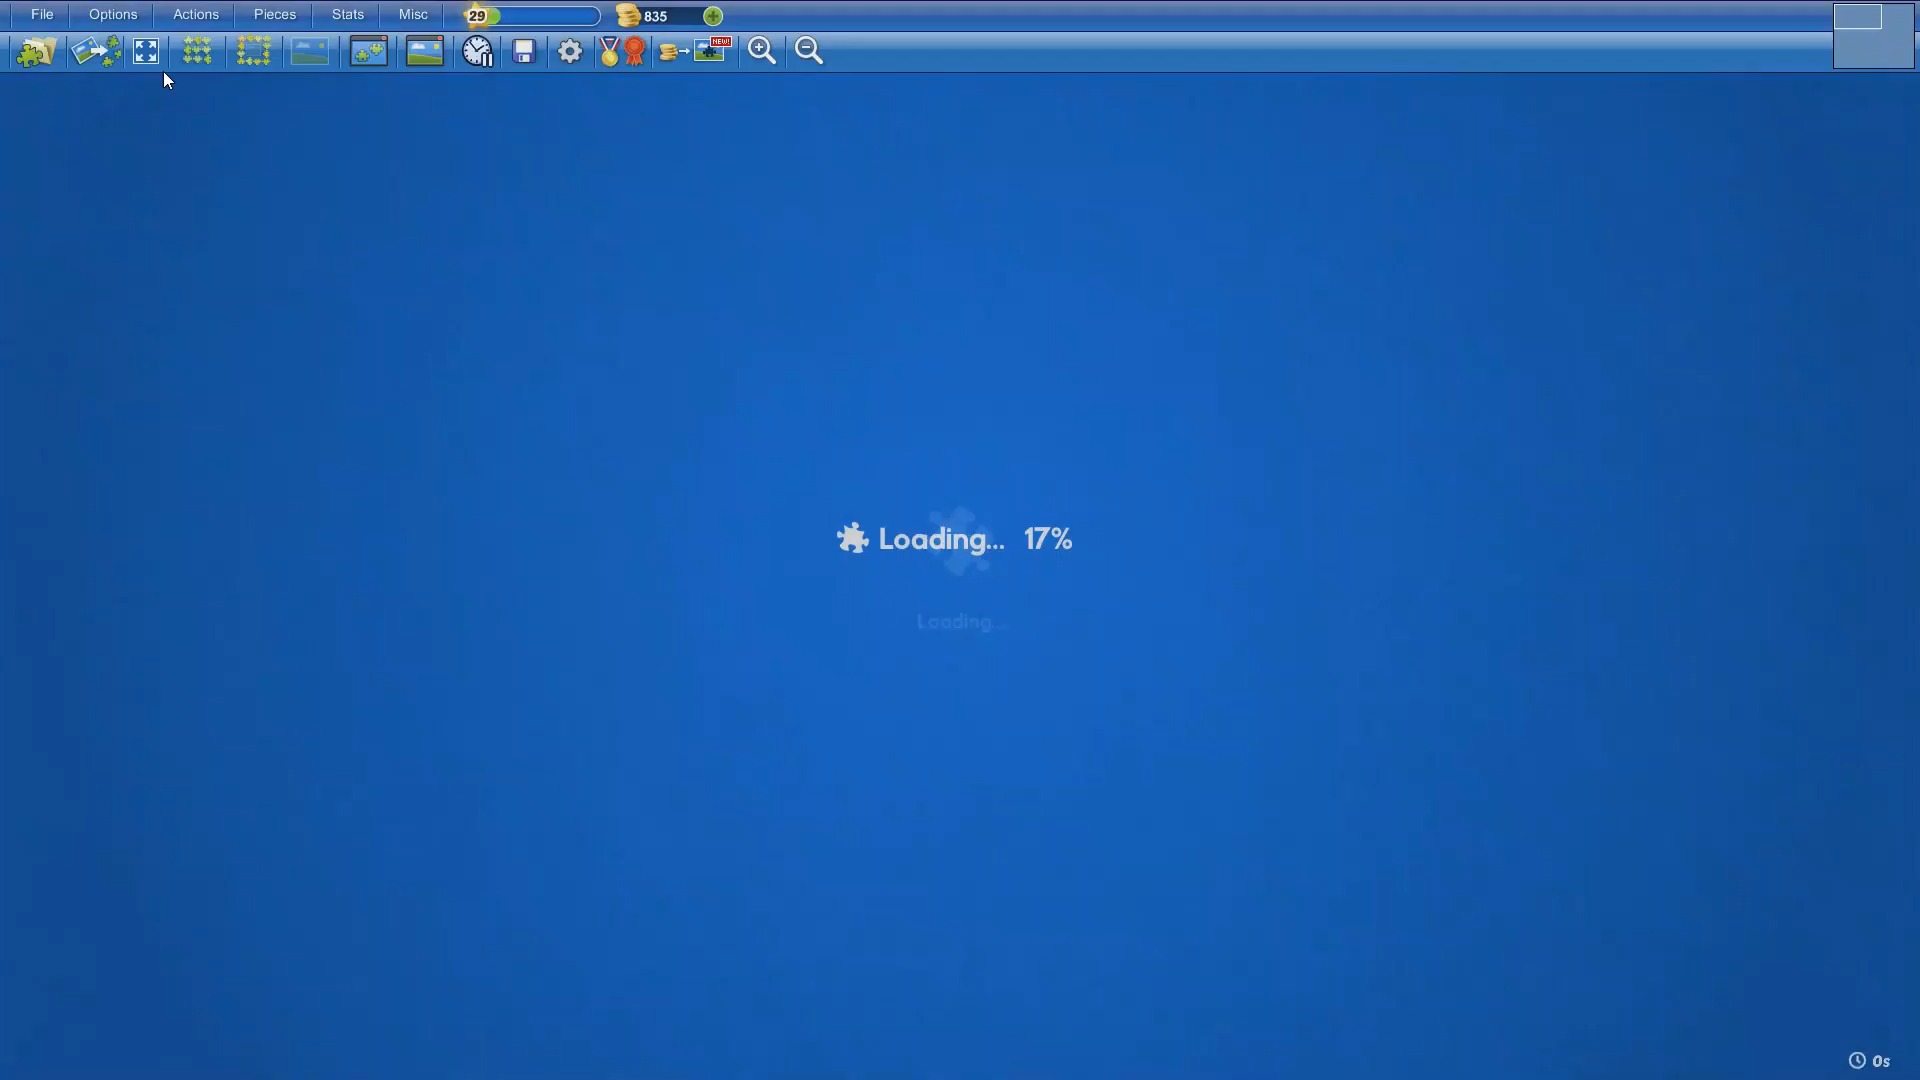 File Options Actions Pieces Stats Misc 29 835
NEW!
Loading... 17%
Loading...
0s